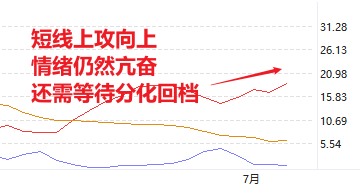 短线上攻向上
情绪仍然亢奋
还需等待分化回档
31.28
26.13
20.98
15.83
10.69
5.54
7月